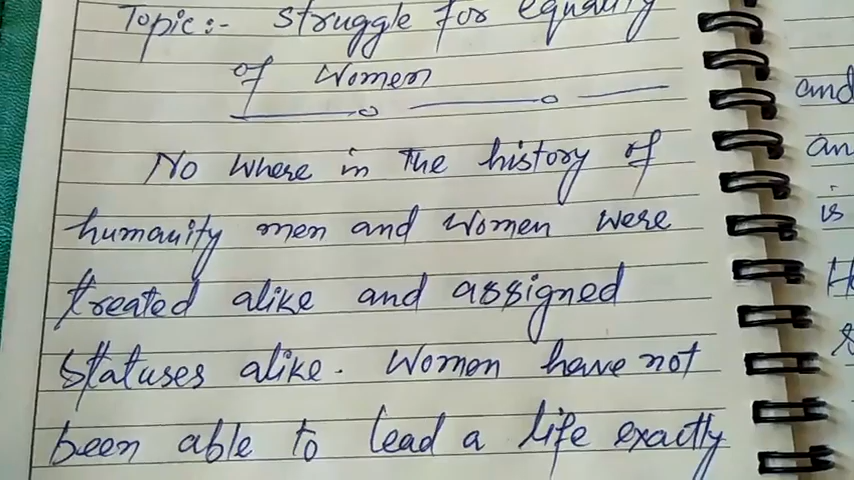 Topic:- Struggle for equality
of Women
No where in the history of
humanity men and women were
treated alike and assigned
statuses alike. Women have not
been able to lead a life exactly
and
an
is